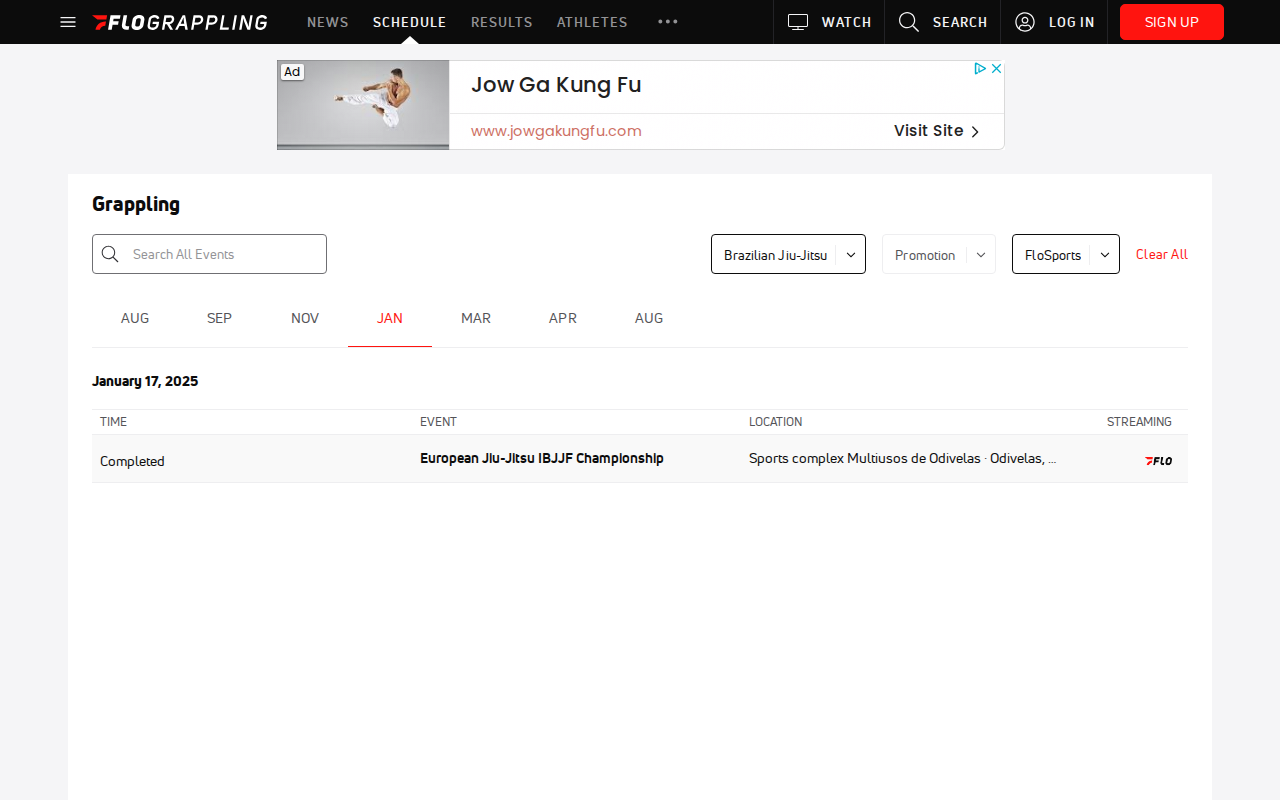 FLOGRAPPLING
NEWS
SCHEDULE
RESULTS
ATHLETES
WATCH
SEARCH
LOG IN
SIGN UP
Ad
Jow Ga Kung Fu
www.jowgakungfu.com
Visit Site
Grappling
Search All Events
Brazilian Jiu-Jitsu
Promotion
FloSports
Clear All
AUG
SEP
NOV
JAN
MAR
APR
AUG
January 17, 2025
TIME
EVENT
LOCATION
STREAMING
Completed
European Jiu-Jitsu IBJJF Championship
Sports complex Multiusos de Odivelas · Odivelas, ...
FLO